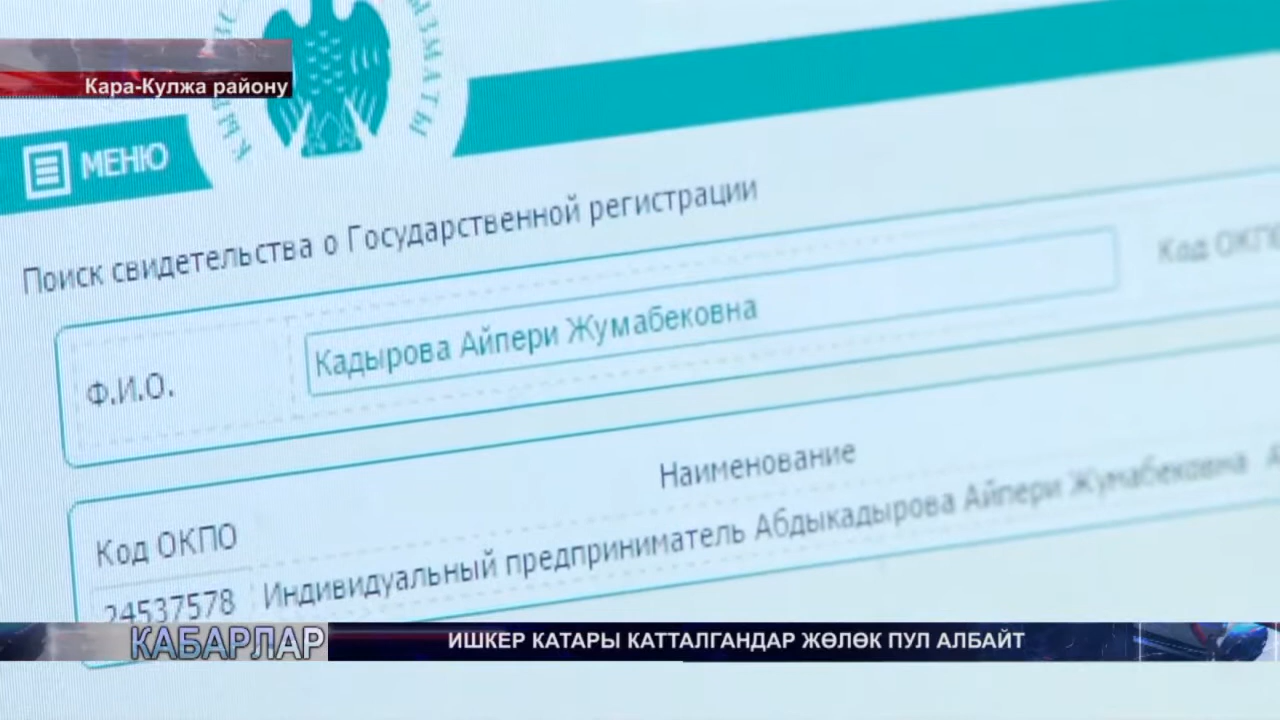 Кара-Кулжа району
ЫЗМАТЫ
МЕНЮ
Поиск свидетельства о Государственной регистрации
Ф.И.О.
Кадырова Айпери Жумабековна
Код ОКПО
Код ОКПО
Наименование
24537578
Индивидуальный предприниматель Абдыкадырова Айпери Жумабековна
КАБАРЛАР
ИШКЕР КАТАРЫ КАТТАЛГАНДАР ЖӨЛӨК ПУЛ АЛБАЙТ